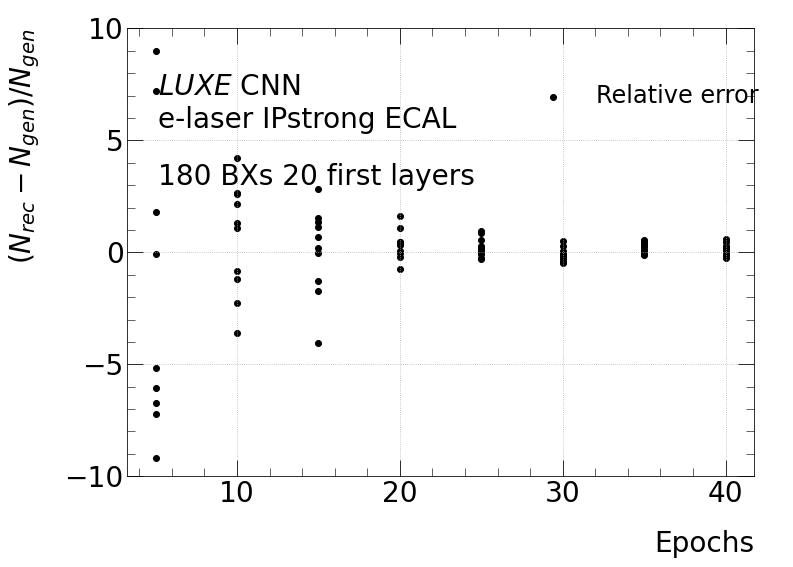 (N_rec − N_gen)/N_gen
10
5
0
−5
−10
LUXE CNN
e-laser IPstrong ECAL
180 BXs 20 first layers
Relative error
10 20 30 40
Epochs